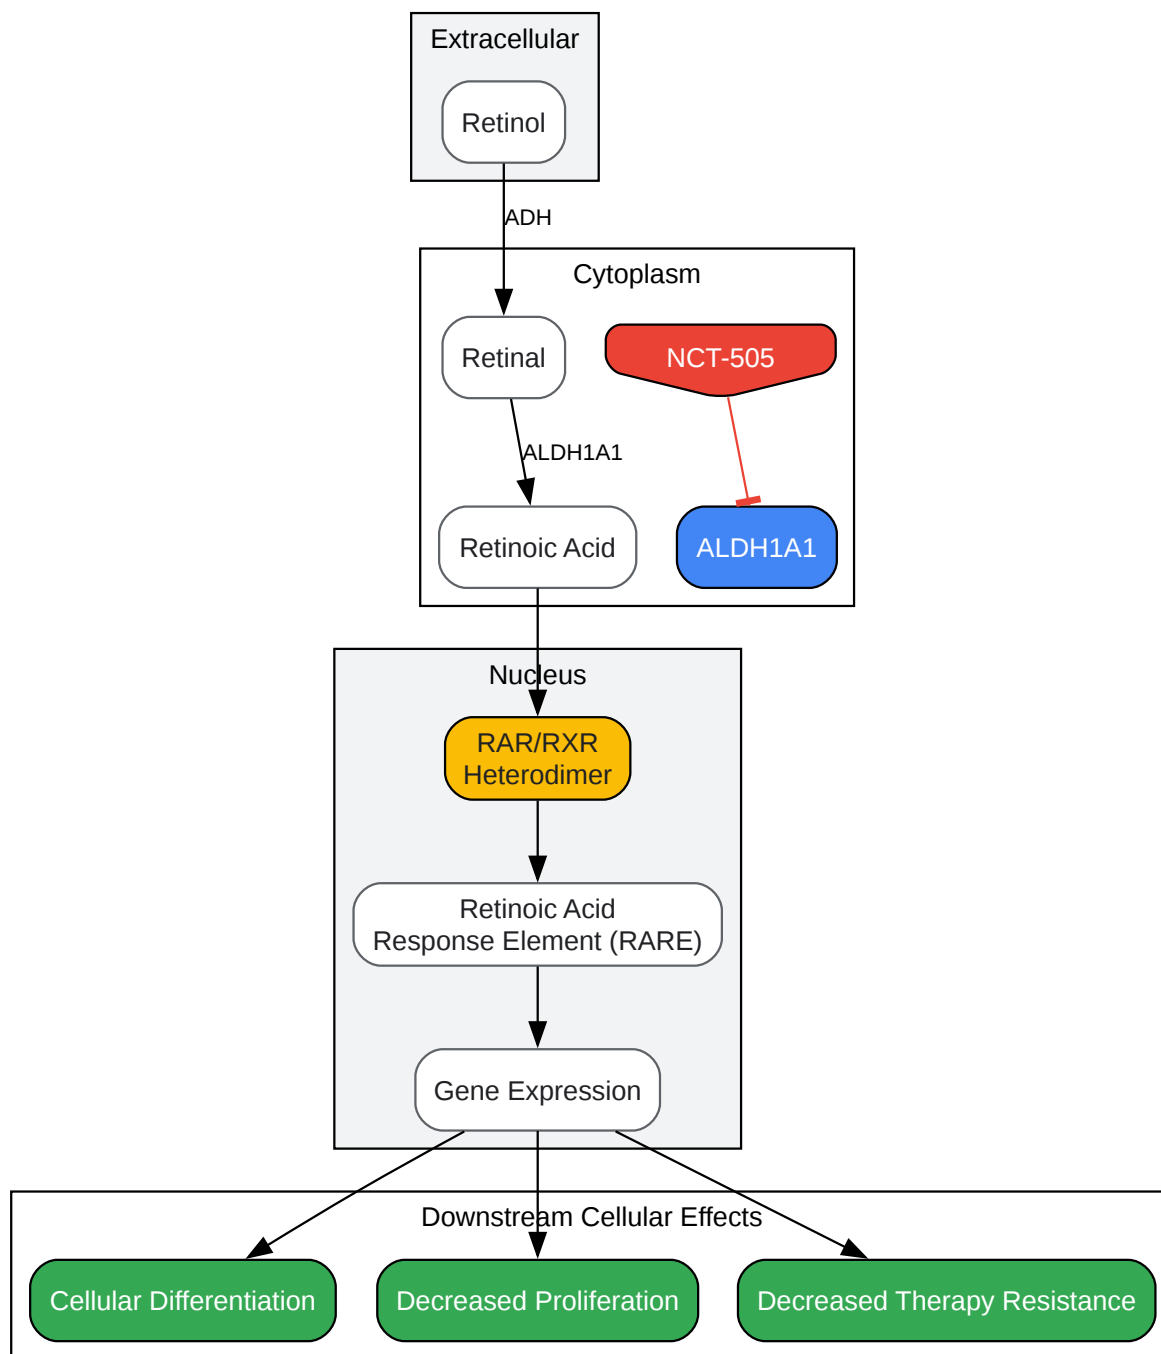 Extracellular
Retinol
ADH
Cytoplasm
Retinal
NCT-505
ALDH1A1
Retinoic Acid
ALDH1A1
Nucleus
RAR/RXR
Heterodimer
Retinoic Acid
Response Element (RARE)
Gene Expression
Downstream Cellular Effects
Cellular Differentiation
Decreased Proliferation
Decreased Therapy Resistance